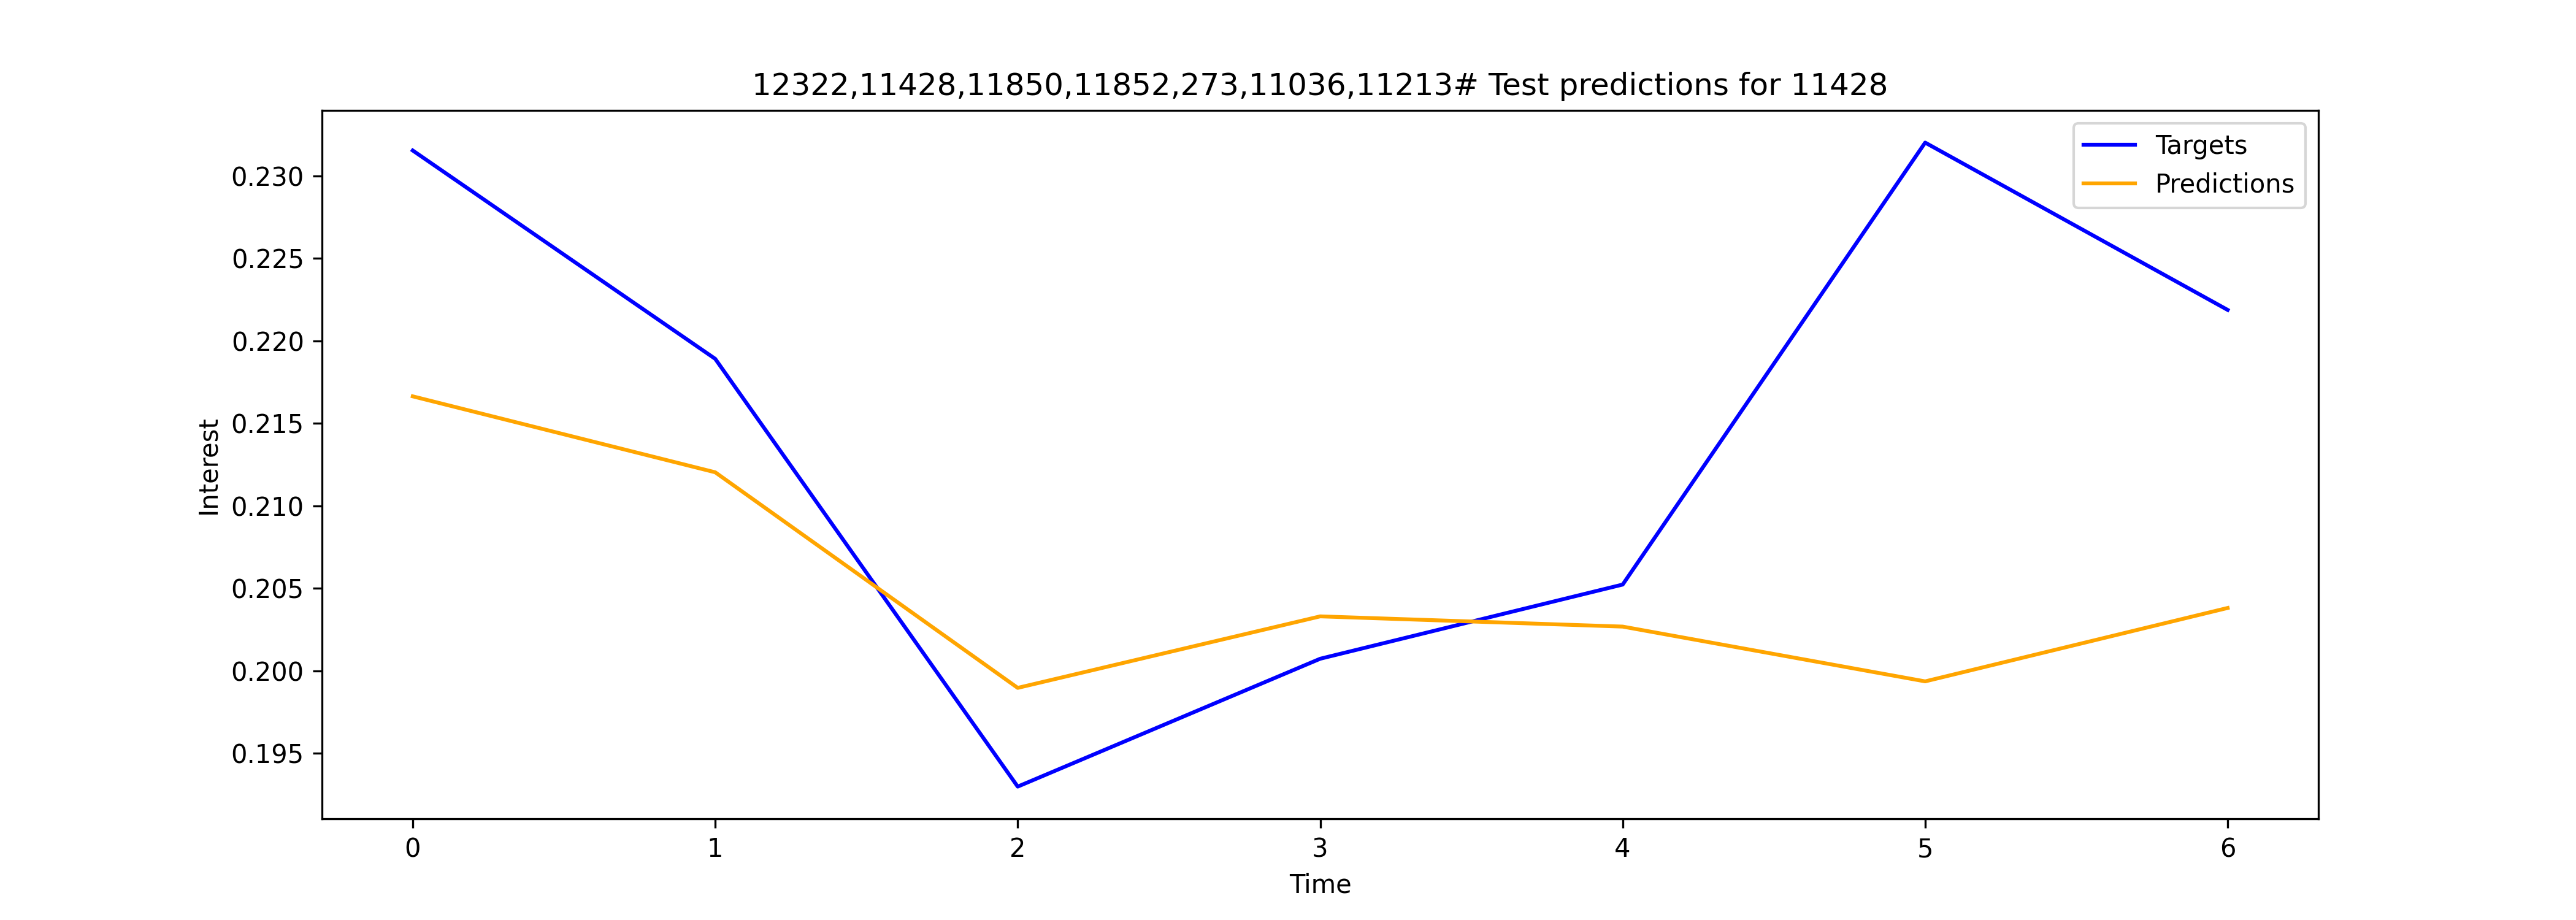 12322,11428,11850,11852,273,11036,11213# Test predictions for 11428
Targets
Predictions
0.230
0.225
0.220
0.215
0.210
0.205
0.200
0.195
Interest
0 1 2 3 4 5 6
Time